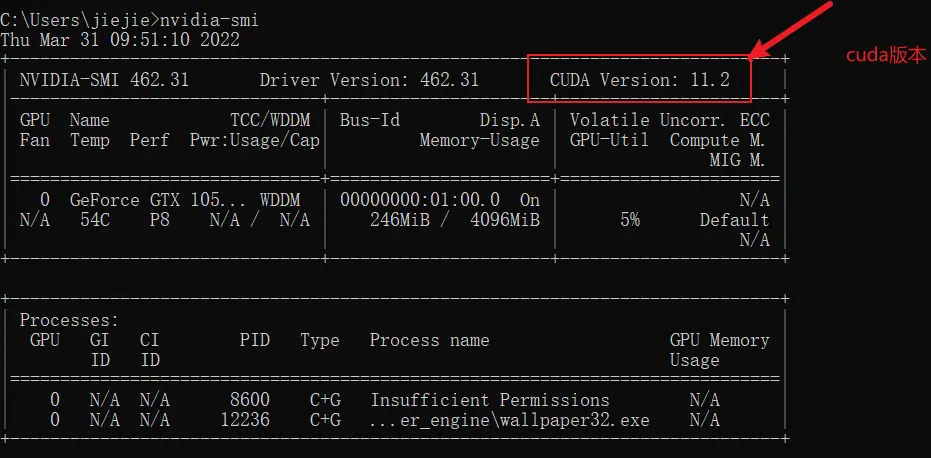 C:\Users\jiejie>nvidia-smi
Thu Mar 31 09:51:10 2022
NVIDIA-SMI 462.31 Driver Version: 462.31 CUDA Version: 11.2
cuda版本
GPU Name TCC/WDDM Bus-Id Disp.A Volatile Uncorr. ECC
Fan Temp Perf Pwr:Usage/Cap Memory-Usage GPU-Util Compute M.
MIG M.
0 GeForce GTX 105... WDDM 00000000:01:00.0 On N/A
N/A 54C P8 N/A / N/A 246MiB / 4096MiB 5% Default
N/A
Processes:
GPU GI CI PID Type Process name GPU Memory
ID ID Usage
0 N/A N/A 8600 C+G Insufficient Permissions N/A
0 N/A N/A 12236 C+G ...er_engine\wallpaper32.exe N/A